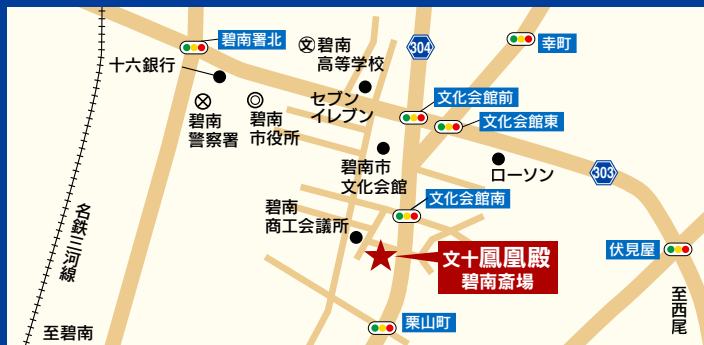 碧南署北
文
碧南
高等学校
304
幸町
十六銀行
セブン
イレブン
文化会館前
文化会館東
碧南
警察署
碧南
市役所
碧南市
文化会館
ローソン
303
文化会館南
碧南
商工会議所
名鉄三河線
文十鳳凰殿
碧南斎場
伏見屋
至西尾
栗山町
至碧南